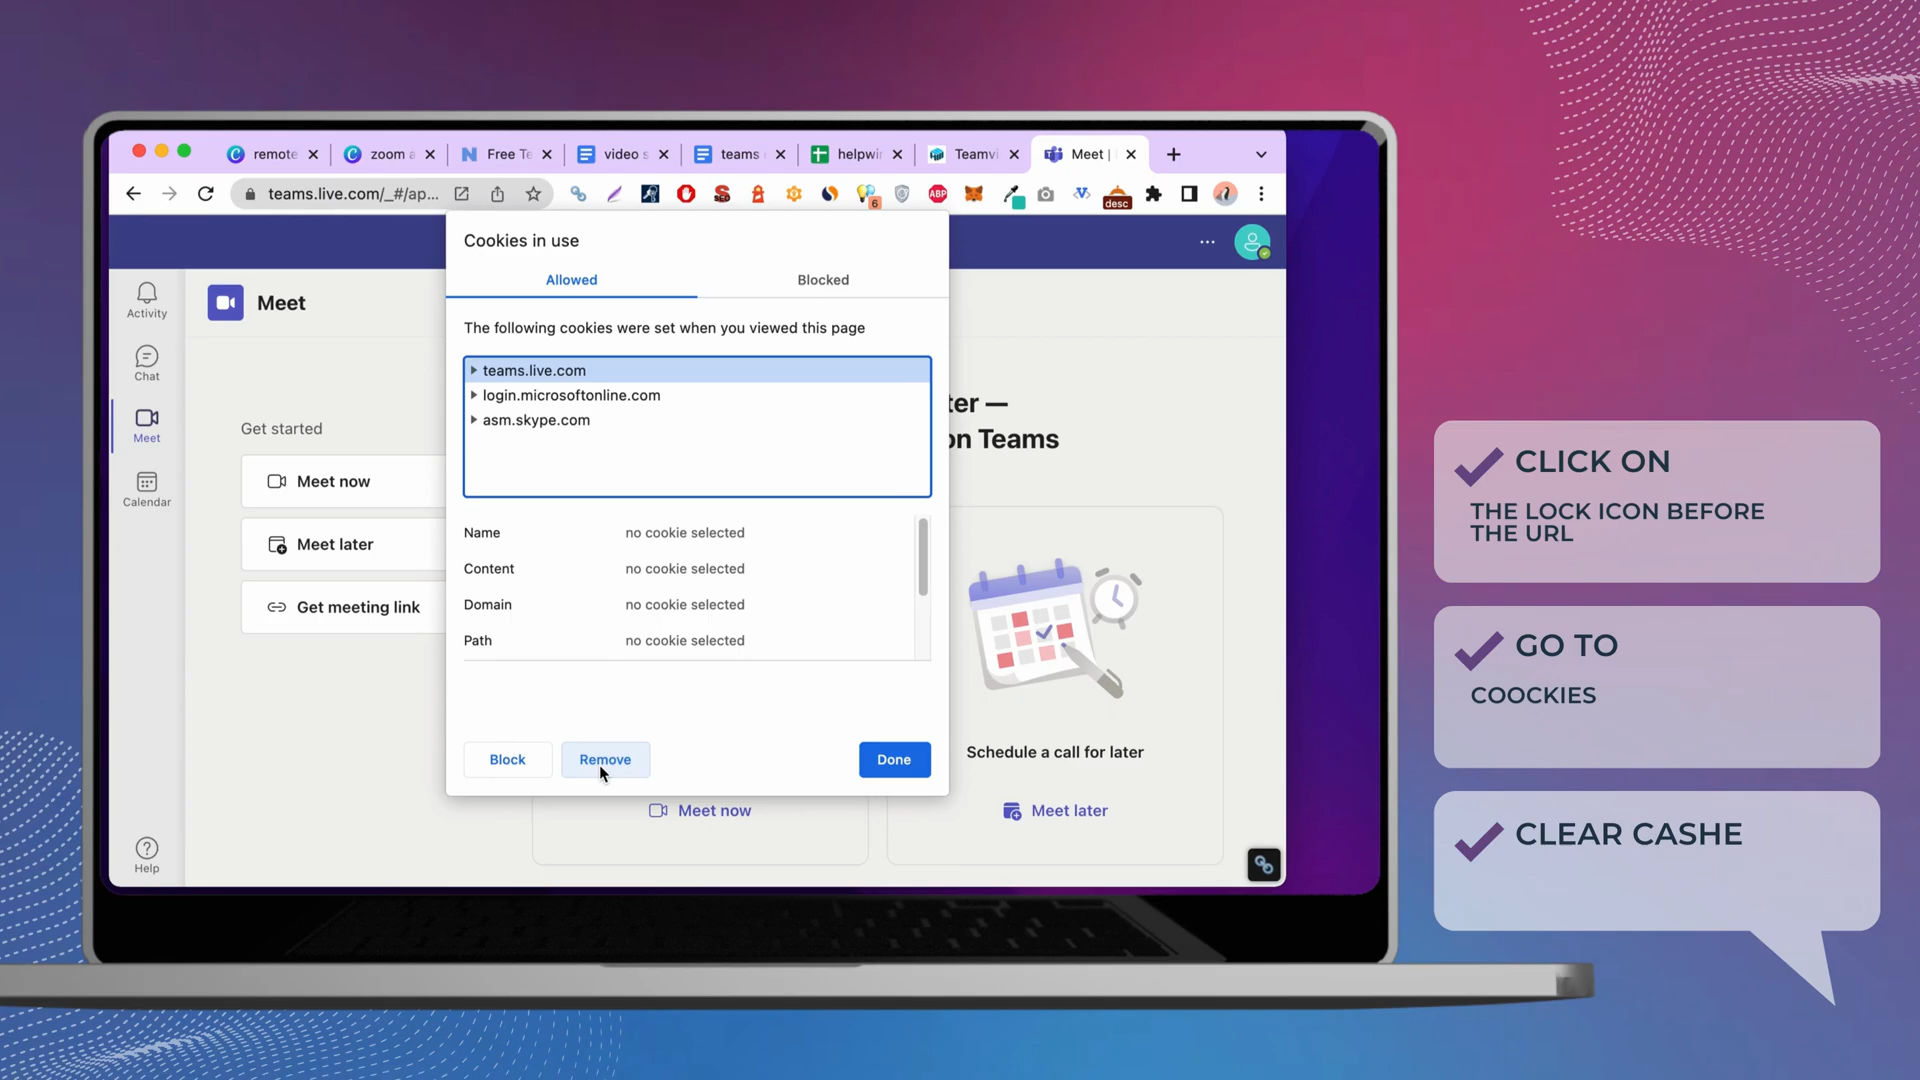 remote
zoom a
Free Te
video s
teams
helpwi
Teamvi
Meet |
teams.live.com/_#/ap...
ABP
6
desc
Cookies in use
Allowed
Blocked
The following cookies were set when you viewed this page
teams.live.com
login.microsoftonline.com
asm.skype.com
Name no cookie selected
Content no cookie selected
Domain no cookie selected
Path no cookie selected
Block
Remove
Done
Activity
Chat
Meet
Calendar
Help
Meet
Get started
Meet now
Meet later
Get meeting link
ter —
on Teams
Schedule a call for later
Meet now
Meet later
CLICK ON
THE LOCK ICON BEFORE
THE URL
GO TO
COOCKIES
CLEAR CASHE